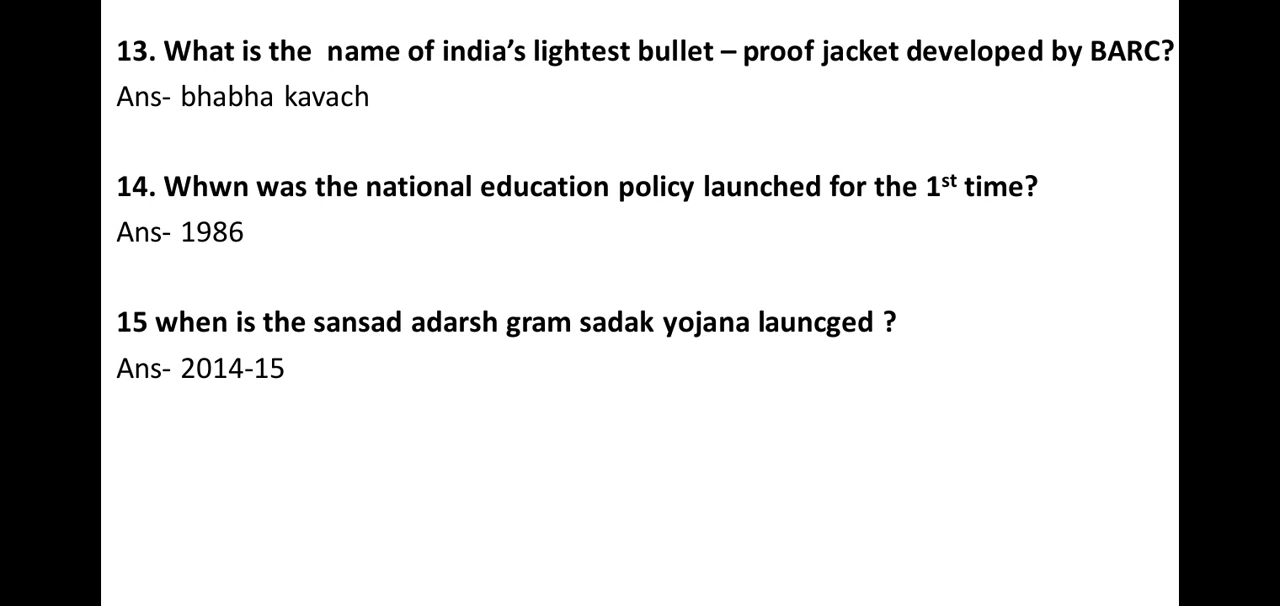 13. What is the  name of india’s lightest bullet – proof jacket developed by BARC?
Ans- bhabha kavach
14. Whwn was the national education policy launched for the 1st time?
Ans- 1986
15 when is the sansad adarsh gram sadak yojana launcged ?
Ans- 2014-15